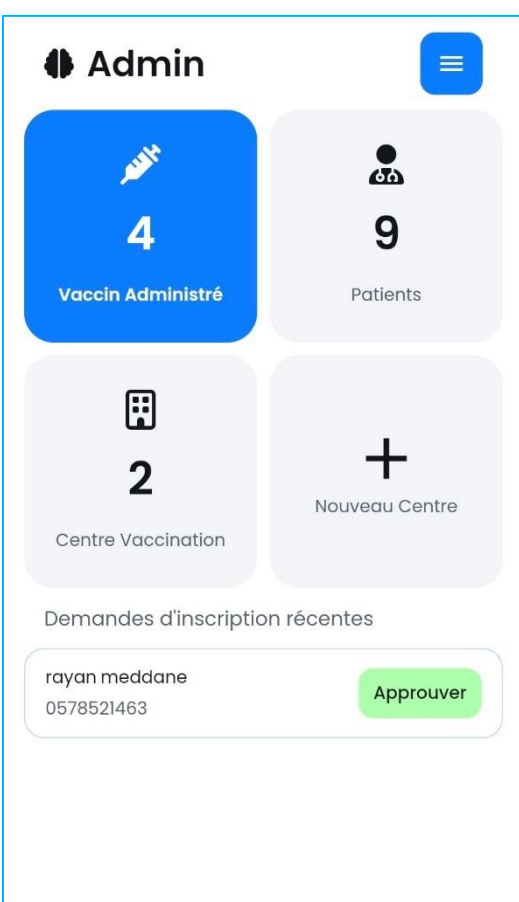 Admin
4
Vaccin Administré
9
Patients
2
Centre Vaccination
Nouveau Centre
Demandes d'inscription récentes
rayan meddane
0578521463
Approuver